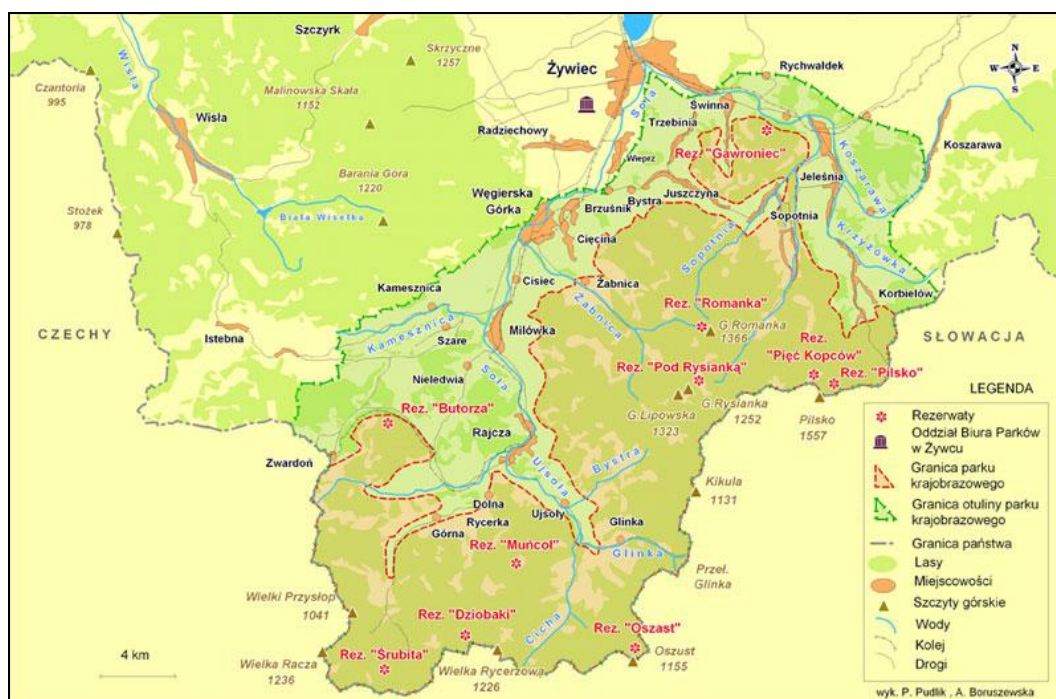 Szczyrk
Skrzyczne
1257
Wisła
Czantoria
995
Malinowska Skała
1152
Żywiec
Rychwałdek
N
W E
S
Wisła
Radziechowy
Soła
Świnna
Trzebinia
Rez. "Gawroniec"
Koszarawa
Koszarawa
Wieprz
Barania Gora
1220
Węgierska
Górka
Juszczyna
Jeleśnia
Stożek
978
Biała Wisełka
Brzuśnik
Bystra
Sopotnia
Cięcina
Sopotnia
Krzyżówka
Kamesznica
Cisiec
Żabnica
Korbielów
CZECHY
Istebna
Kamesznica
Szare
Milówka
Żabnica
Rez. "Romanka"
G.Romanka
1366
Rez.
"Pięć Kopców"
SŁOWACJA
Nieledwia
Soła
Rez. "Pod Rysianką"
Rez. "Pilsko"
Rez. "Butorza"
G.Lipowska
1323
G.Rysianka
1252
Pilsko
1557
Rajcza
Zwardoń
Ujsoła
Bystra
Kikula
1131
Dolna
Rycerka
Górna
Ujsoły
Glinka
Glinka
Rez. "Muńcoł"
Przeł.
Glinka
Wielki Przysłop
1041
Rez. "Dziobaki"
Cicha
Rez. "Oszast"
Wielka Racza
1236
Rez. "Śrubita"
Wielka Rycerzowa
1226
Oszust
1155
4 km
LEGENDA
Rezerwaty
Oddział Biura Parków
w Żywcu
Granica parku
krajobrazowego
Granica otuliny parku
krajobrazowego
Granica państwa
Lasy
Miejscowości
Szczyty górskie
Wody
Kolej
Drogi
wyk. P. Pudlik , A. Boruszewska